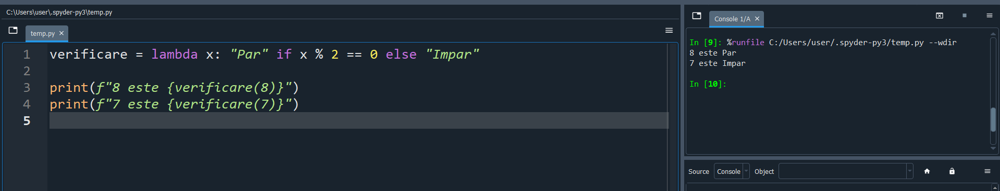 C:\Users\user\.spyder-py3\temp.py
temp.py
1 verificare = lambda x: "Par" if x % 2 == 0 else "Impar"
2
3 print(f"8 este {verificare(8)}")
4 print(f"7 este {verificare(7)}")
5
Console 1/A
In [9]: %runfile C:/Users/user/.spyder-py3/temp.py --wdir
8 este Par
7 este Impar
In [10]:
Source Console Object